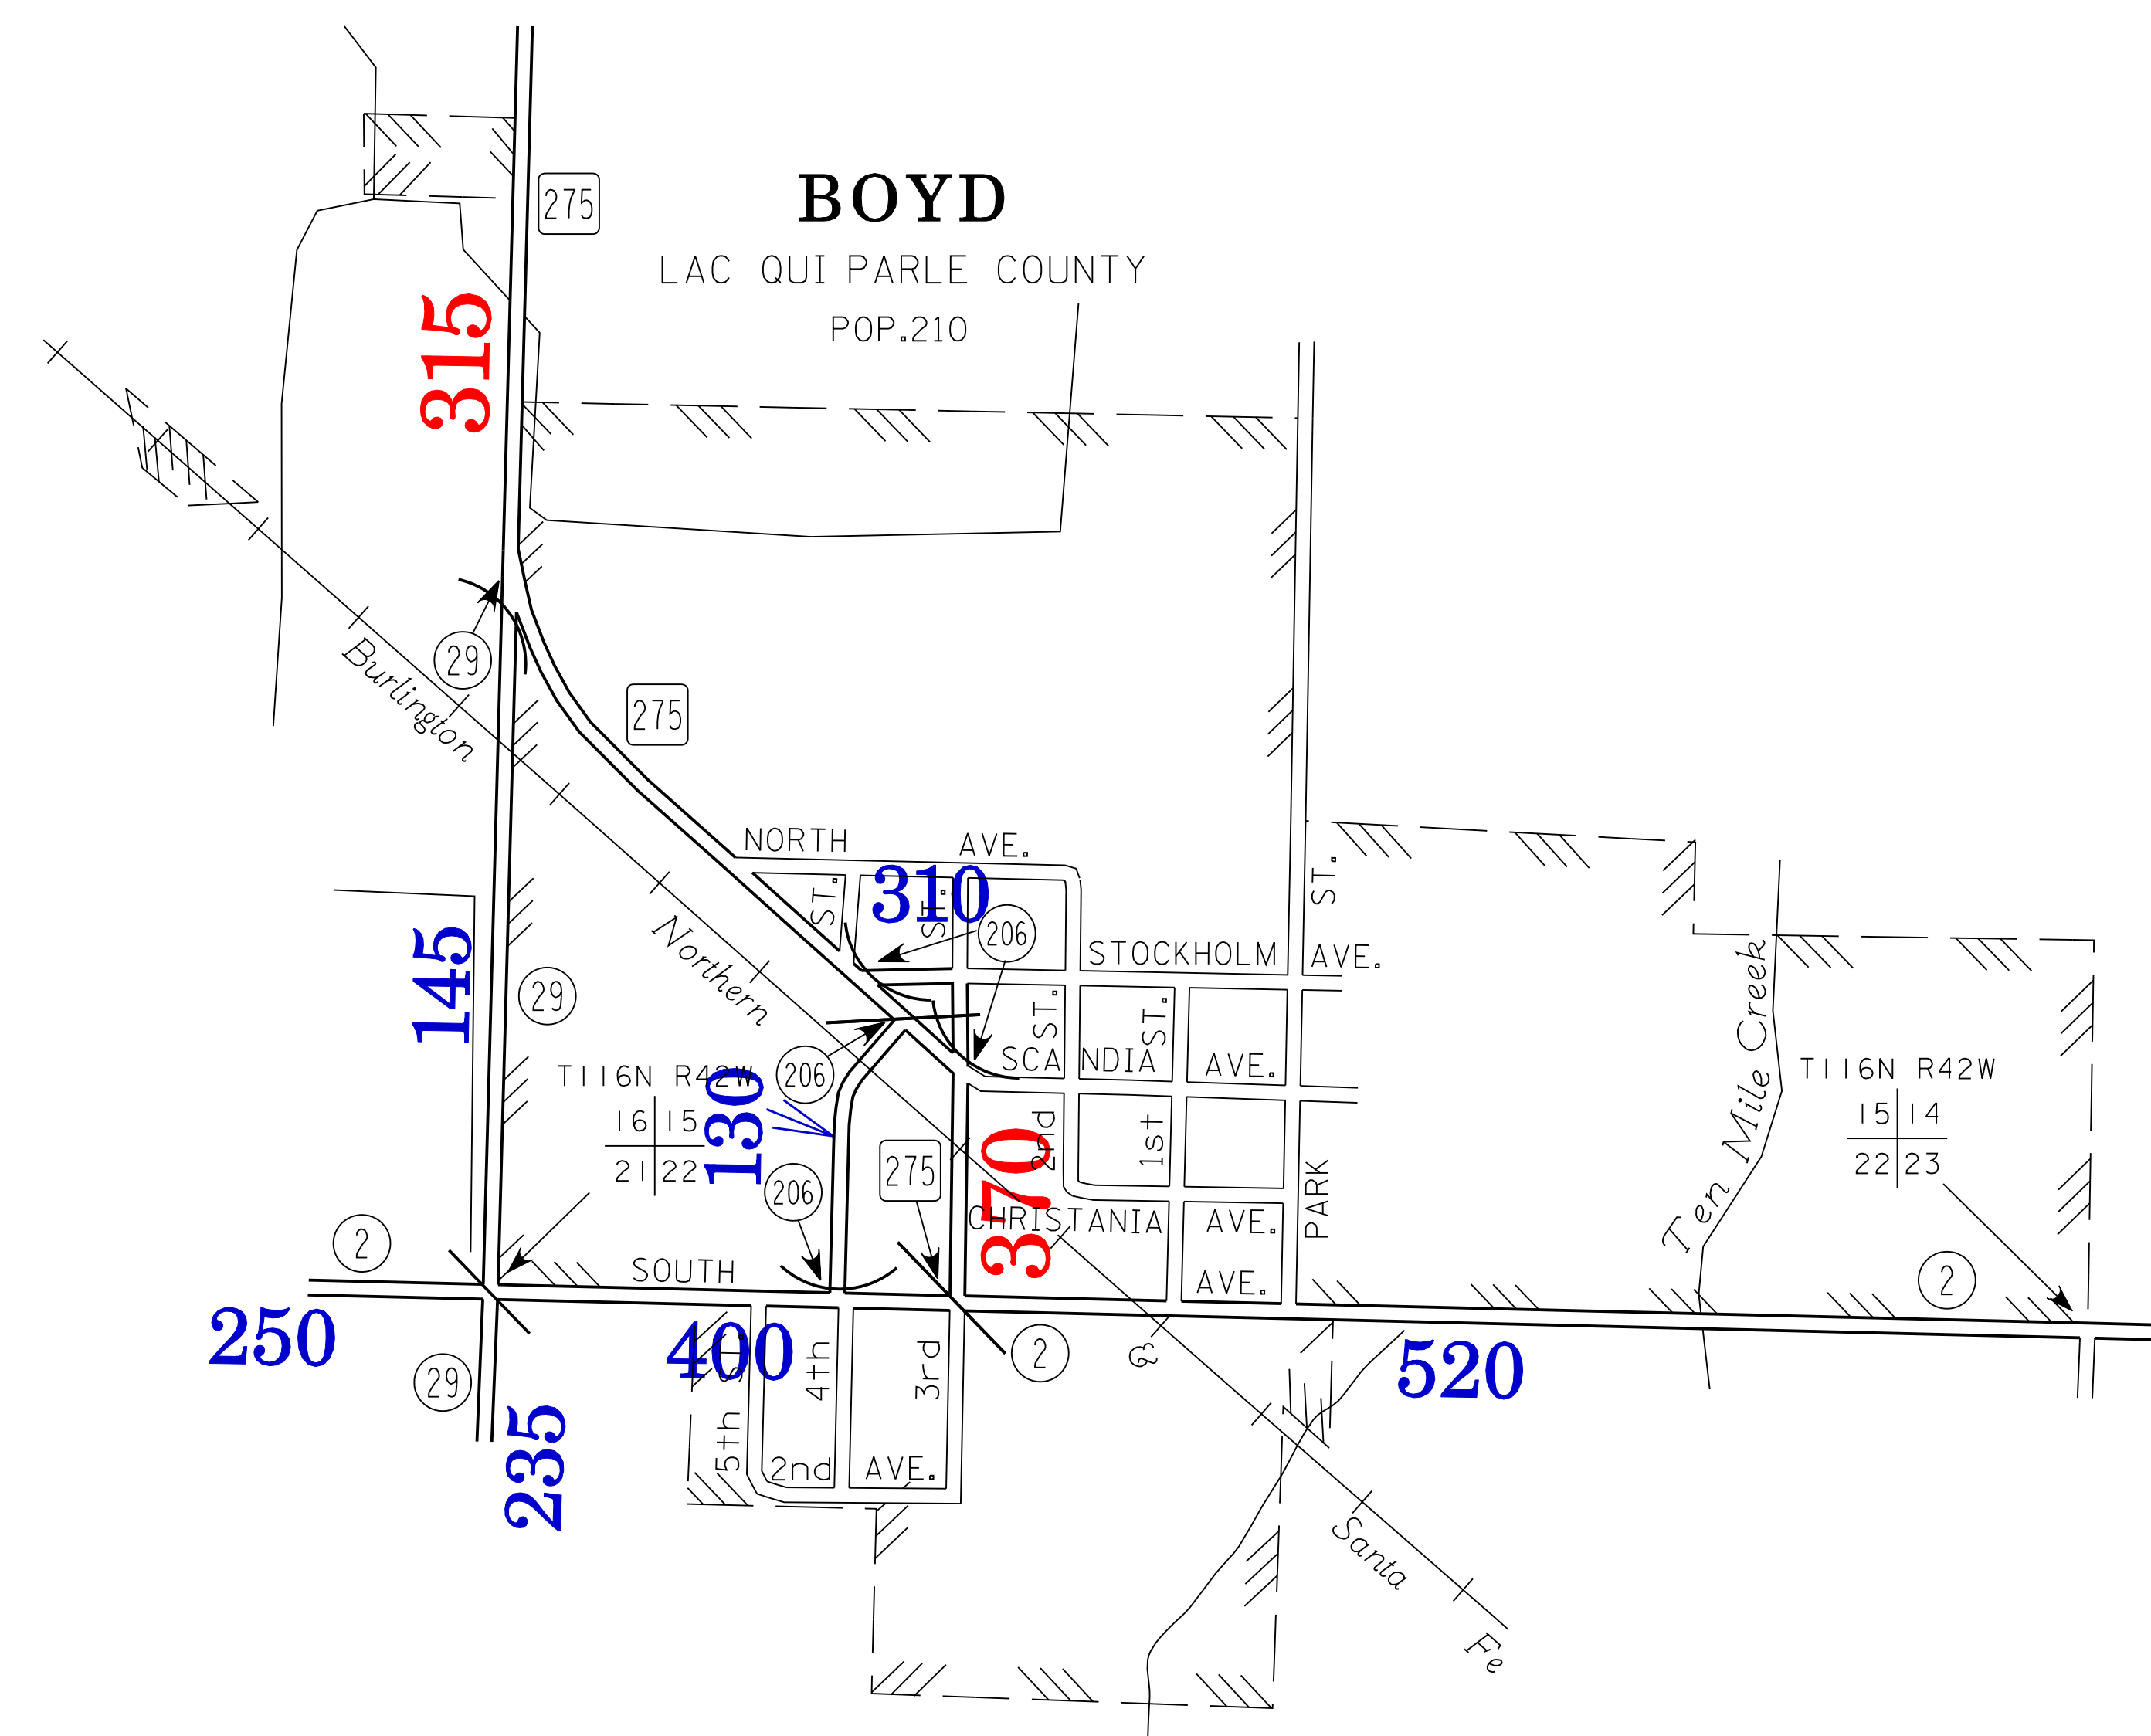 BOYD
LAC QUI PARLE COUNTY
POP.210
275
315
29
Burlington
275
NORTH AVE.
310
ST.
ST.
ST.
206
STOCKHOLM AVE.
145
29
Northern
ST.
ST.
SCANDIA AVE.
206
T116N R42W
16 15
21 22
130
206
275
370
2nd
1st
CHRISTANIA AVE.
PARK
AVE.
Ten Mile Creek
T116N R42W
15 14
22 23
2
2
SOUTH
250
29
235
400
5th
4th
3rd
2nd AVE.
2
&
520
Santa
Fe